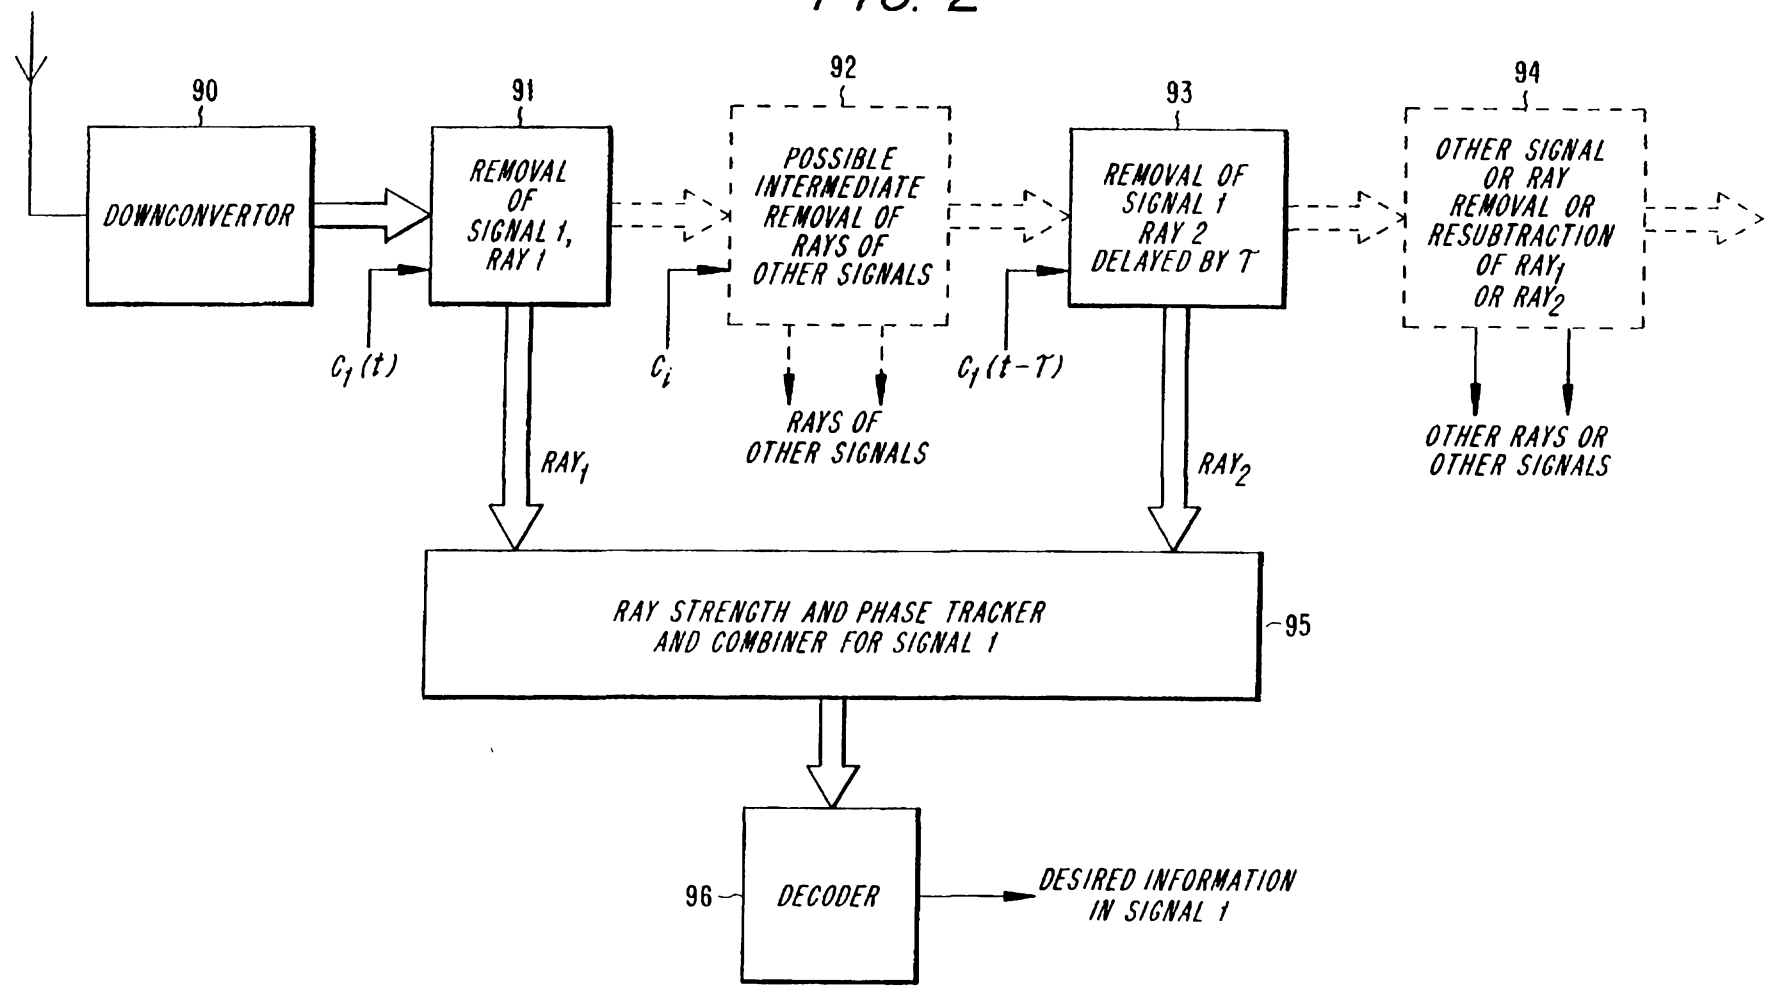 FIG. 2
90
91
92
93
94
DOWNCONVERTOR
REMOVAL
OF
SIGNAL 1,
RAY 1
POSSIBLE
INTERMEDIATE
REMOVAL OF
RAYS OF
OTHER SIGNALS
REMOVAL OF
SIGNAL 1
RAY 2
DELAYED BY τ
OTHER SIGNAL
OR RAY
REMOVAL OR
RESUBTRACTION
OF RAY₁
OR RAY₂
C₁(t)
Cᵢ
C₁(t-τ)
RAYS OF
OTHER SIGNALS
OTHER RAYS OR
OTHER SIGNALS
RAY₁
RAY₂
RAY STRENGTH AND PHASE TRACKER
AND COMBINER FOR SIGNAL 1
95
96
DECODER
DESIRED INFORMATION
IN SIGNAL 1